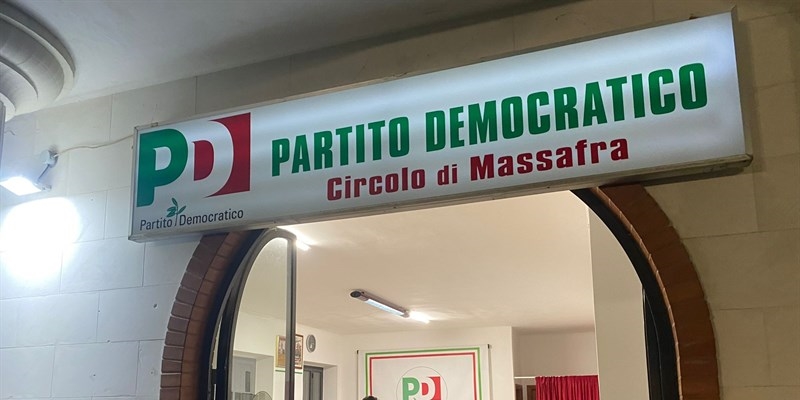 PD
Partito Democratico
PARTITO DEMOCRATICO
Circolo di Massafra
PD